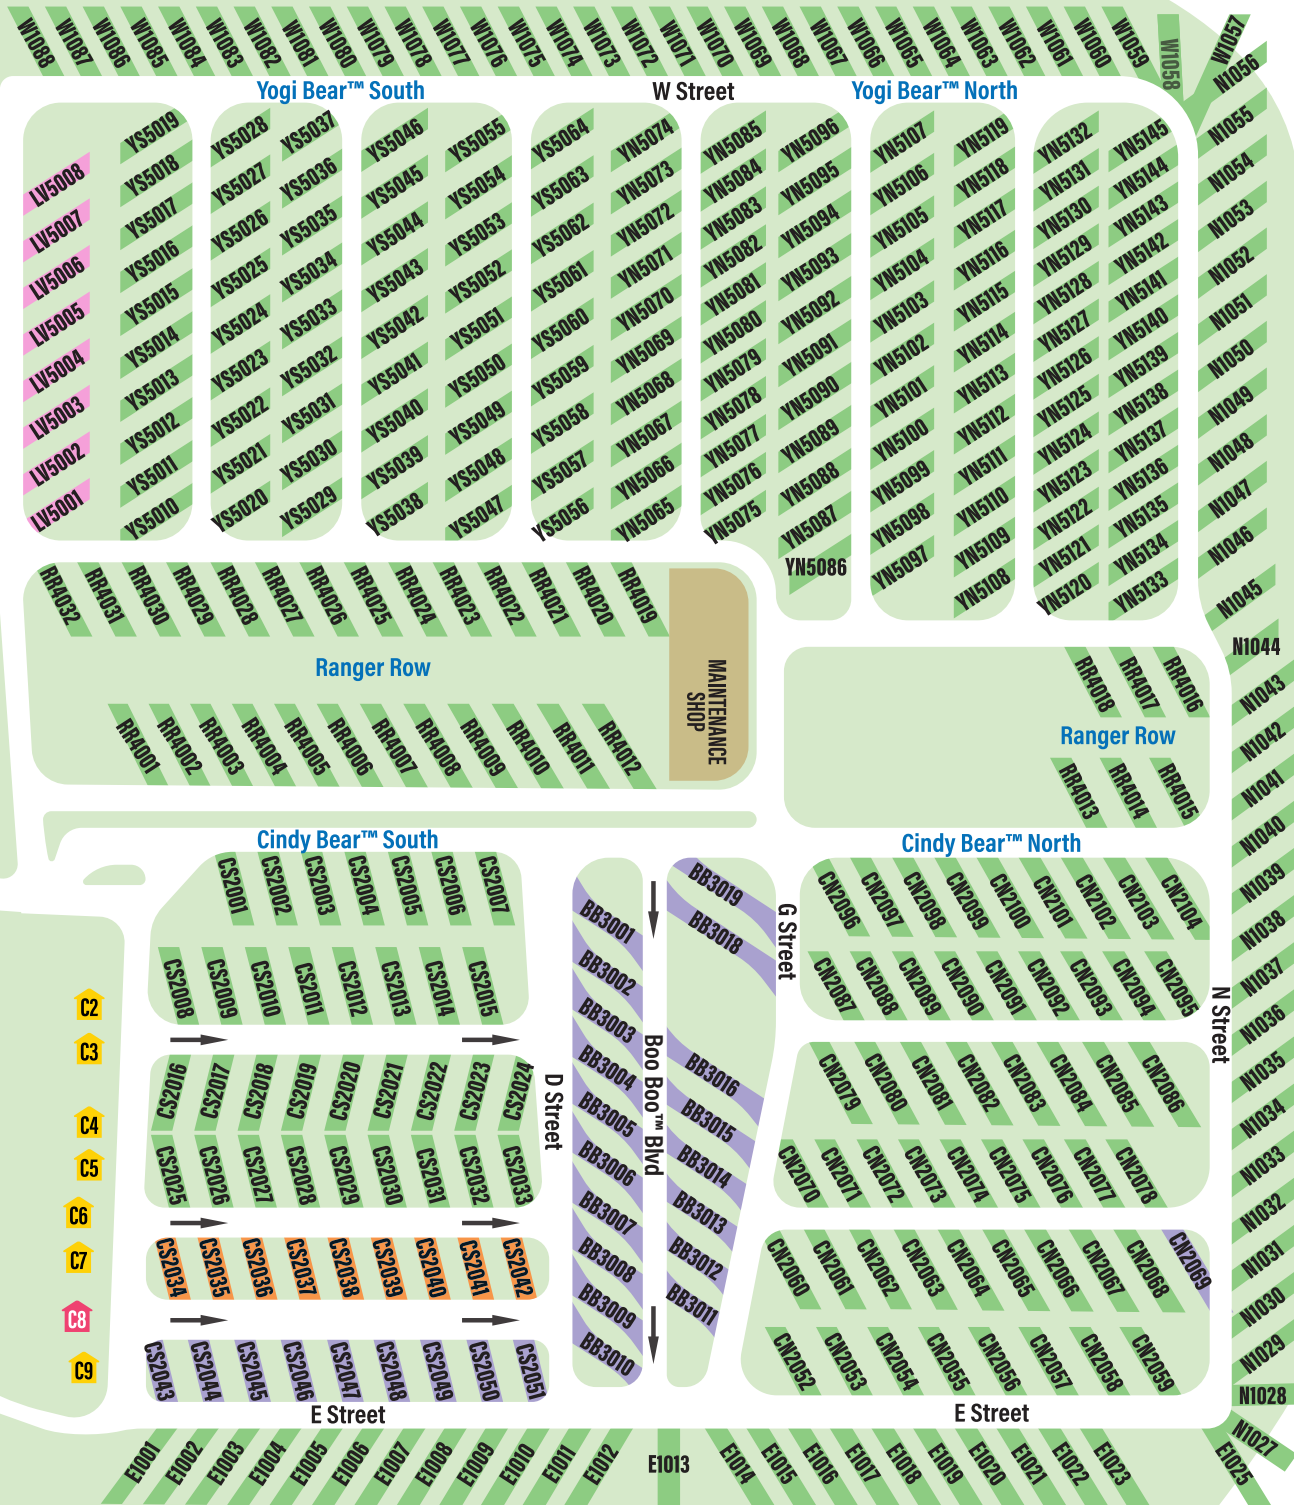 W1088 W1087 W1086 W1085 W1084 W1083 W1082 W1081 W1080 W1079 W1078 W1077 W1076 W1075 W1074 W1073 W1072 W1071 W1070 W1069 W1068 W1067 W1066 W1065 W1064 W1063 W1062 W1061 W1060 W1059 W1058 W1057
Yogi Bear™ South
W Street
Yogi Bear™ North
LV5008
LV5007
LV5006
LV5005
LV5004
LV5003
LV5002
LV5001
YS5019
YS5018
YS5017
YS5016
YS5015
YS5014
YS5013
YS5012
YS5011
YS5010
YS5028
YS5027
YS5026
YS5025
YS5024
YS5023
YS5022
YS5021
YS5020
YS5037
YS5036
YS5035
YS5034
YS5033
YS5032
YS5031
YS5030
YS5029
YS5046
YS5045
YS5044
YS5043
YS5042
YS5041
YS5040
YS5039
YS5038
YS5055
YS5054
YS5053
YS5052
YS5051
YS5050
YS5049
YS5048
YS5047
YS5064
YS5063
YS5062
YS5061
YS5060
YS5059
YS5058
YS5057
YS5056
YN5074
YN5073
YN5072
YN5071
YN5070
YN5069
YN5068
YN5067
YN5066
YN5065
YN5085
YN5084
YN5083
YN5082
YN5081
YN5080
YN5079
YN5078
YN5077
YN5076
YN5075
YN5096
YN5095
YN5094
YN5093
YN5092
YN5091
YN5090
YN5089
YN5088
YN5087
YN5086
YN5107
YN5106
YN5105
YN5104
YN5103
YN5102
YN5101
YN5100
YN5099
YN5098
YN5097
YN5119
YN5118
YN5117
YN5116
YN5115
YN5114
YN5113
YN5112
YN5111
YN5110
YN5109
YN5108
YN5132
YN5131
YN5130
YN5129
YN5128
YN5127
YN5126
YN5125
YN5124
YN5123
YN5122
YN5121
YN5120
YN5145
YN5144
YN5143
YN5142
YN5141
YN5140
YN5139
YN5138
YN5137
YN5136
YN5135
YN5134
YN5133
N1056
N1055
N1054
N1053
N1052
N1051
N1050
N1049
N1048
N1047
N1046
N1045
N1044
N1043
N1042
N1041
N1040
N1039
N1038
N1037
N1036
N1035
N1034
N1033
N1032
N1031
N1030
N1029
N1028
N1027
RR4032 RR4031 RR4030 RR4029 RR4028 RR4027 RR4026 RR4025 RR4024 RR4023 RR4022 RR4021 RR4020 RR4019
Ranger Row
RR4001 RR4002 RR4003 RR4004 RR4005 RR4006 RR4007 RR4008 RR4009 RR4010 RR4011 RR4012
MAINTENANCE
SHOP
RR4018 RR4017 RR4016
Ranger Row
RR4013 RR4014 RR4015
Cindy Bear™ South
CS2001 CS2002 CS2003 CS2004 CS2005 CS2006 CS2007
CS2008 CS2009 CS2010 CS2011 CS2012 CS2013 CS2014 CS2015
CS2016 CS2017 CS2018 CS2019 CS2020 CS2021 CS2022 CS2023 CS2024
CS2025 CS2026 CS2027 CS2028 CS2029 CS2030 CS2031 CS2032 CS2033
CS2034 CS2035 CS2036 CS2037 CS2038 CS2039 CS2040 CS2041 CS2042
CS2043 CS2044 CS2045 CS2046 CS2047 CS2048 CS2049 CS2050 CS2051
C2
C3
C4
C5
C6
C7
C8
C9
D Street
BB3001
BB3002
BB3003
BB3004
BB3005
BB3006
BB3007
BB3008
BB3009
BB3010
Boo Boo™ Blvd
BB3019
BB3018
BB3016
BB3015
BB3014
BB3013
BB3012
BB3011
G Street
Cindy Bear™ North
CN2096 CN2097 CN2098 CN2099 CN2100 CN2101 CN2102 CN2103 CN2104
CN2087 CN2088 CN2089 CN2090 CN2091 CN2092 CN2093 CN2094 CN2095
CN2079 CN2080 CN2081 CN2082 CN2083 CN2084 CN2085 CN2086
CN2070 CN2071 CN2072 CN2073 CN2074 CN2075 CN2076 CN2077 CN2078
CN2060 CN2061 CN2062 CN2063 CN2064 CN2065 CN2066 CN2067 CN2068 CN2069
CN2052 CN2053 CN2054 CN2055 CN2056 CN2057 CN2058 CN2059
N Street
E Street
E Street
E1001 E1002 E1003 E1004 E1005 E1006 E1007 E1008 E1009 E1010 E1011 E1012 E1013 E1014 E1015 E1016 E1017 E1018 E1019 E1020 E1021 E1022 E1023 E1025